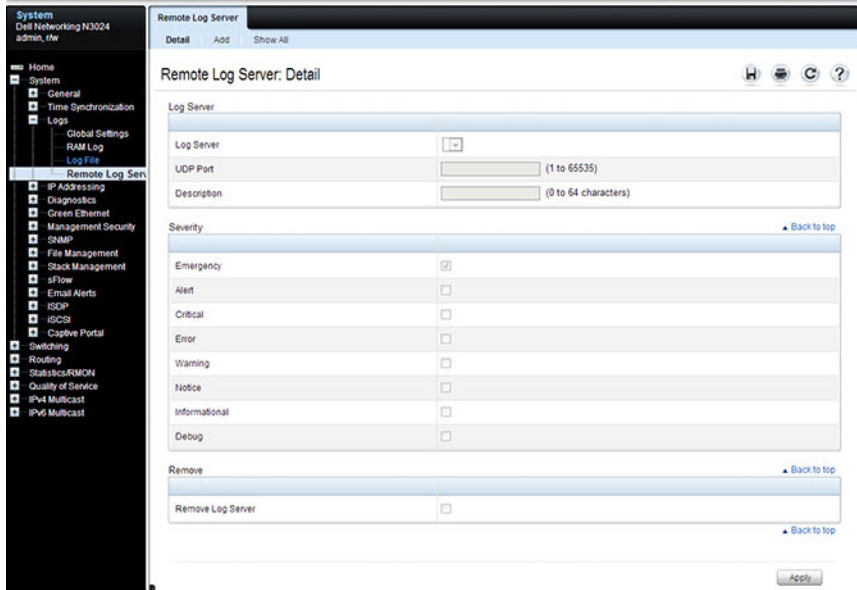 System
Dell Networking N3024
admin, r/w
Home
System
General
Time Synchronization
Logs
Global Settings
RAM Log
Log File
Remote Log Serv
IP Addressing
Diagnostics
Green Ethernet
Management Security
SNMP
File Management
Stack Management
sFlow
Email Alerts
ISDP
iSCSI
Captive Portal
Switching
Routing
Statistics/RMON
Quality of Service
IPv4 Multicast
IPv6 Multicast
Remote Log Server
Detail Add Show All
Remote Log Server: Detail
Log Server
Log Server
UDP Port (1 to 65535)
Description (0 to 64 characters)
Severity ▲ Back to top
Emergency
Alert
Critical
Error
Warning
Notice
Informational
Debug
Remove ▲ Back to top
Remove Log Server
▲ Back to top
Apply